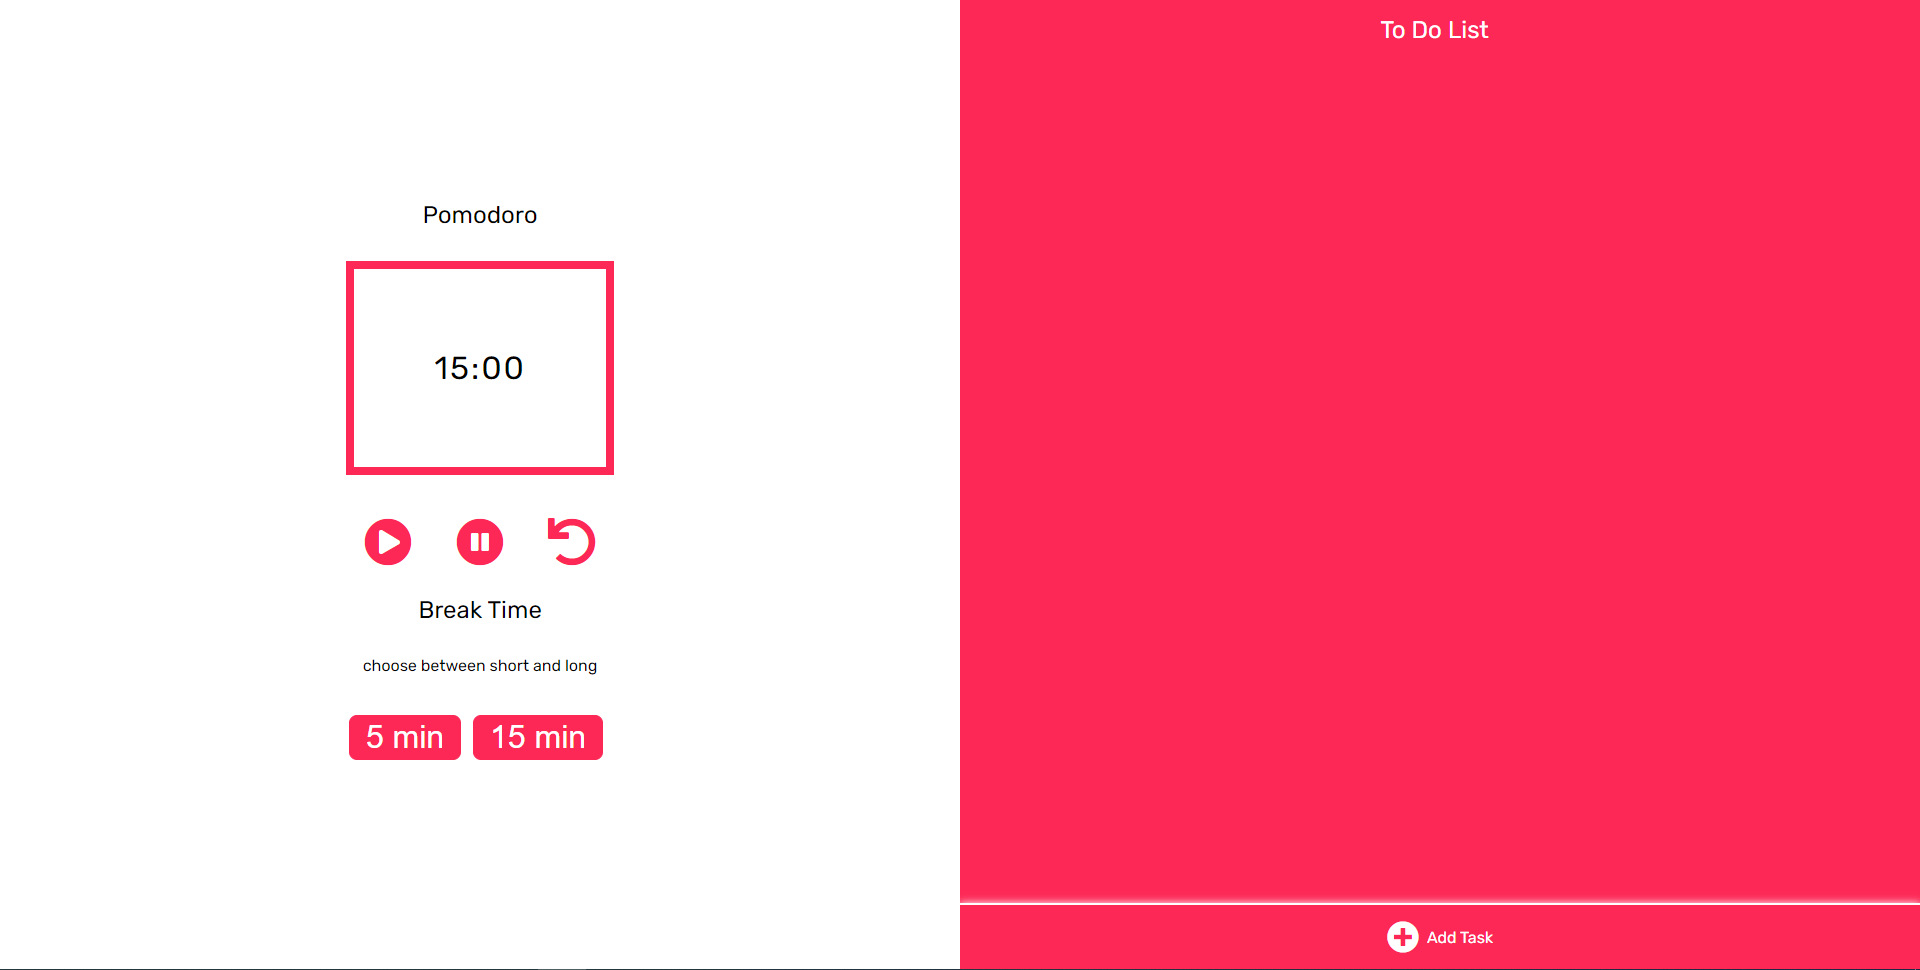 Pomodoro
15:00
Break Time
choose between short and long
5 min 15 min
To Do List
Add Task